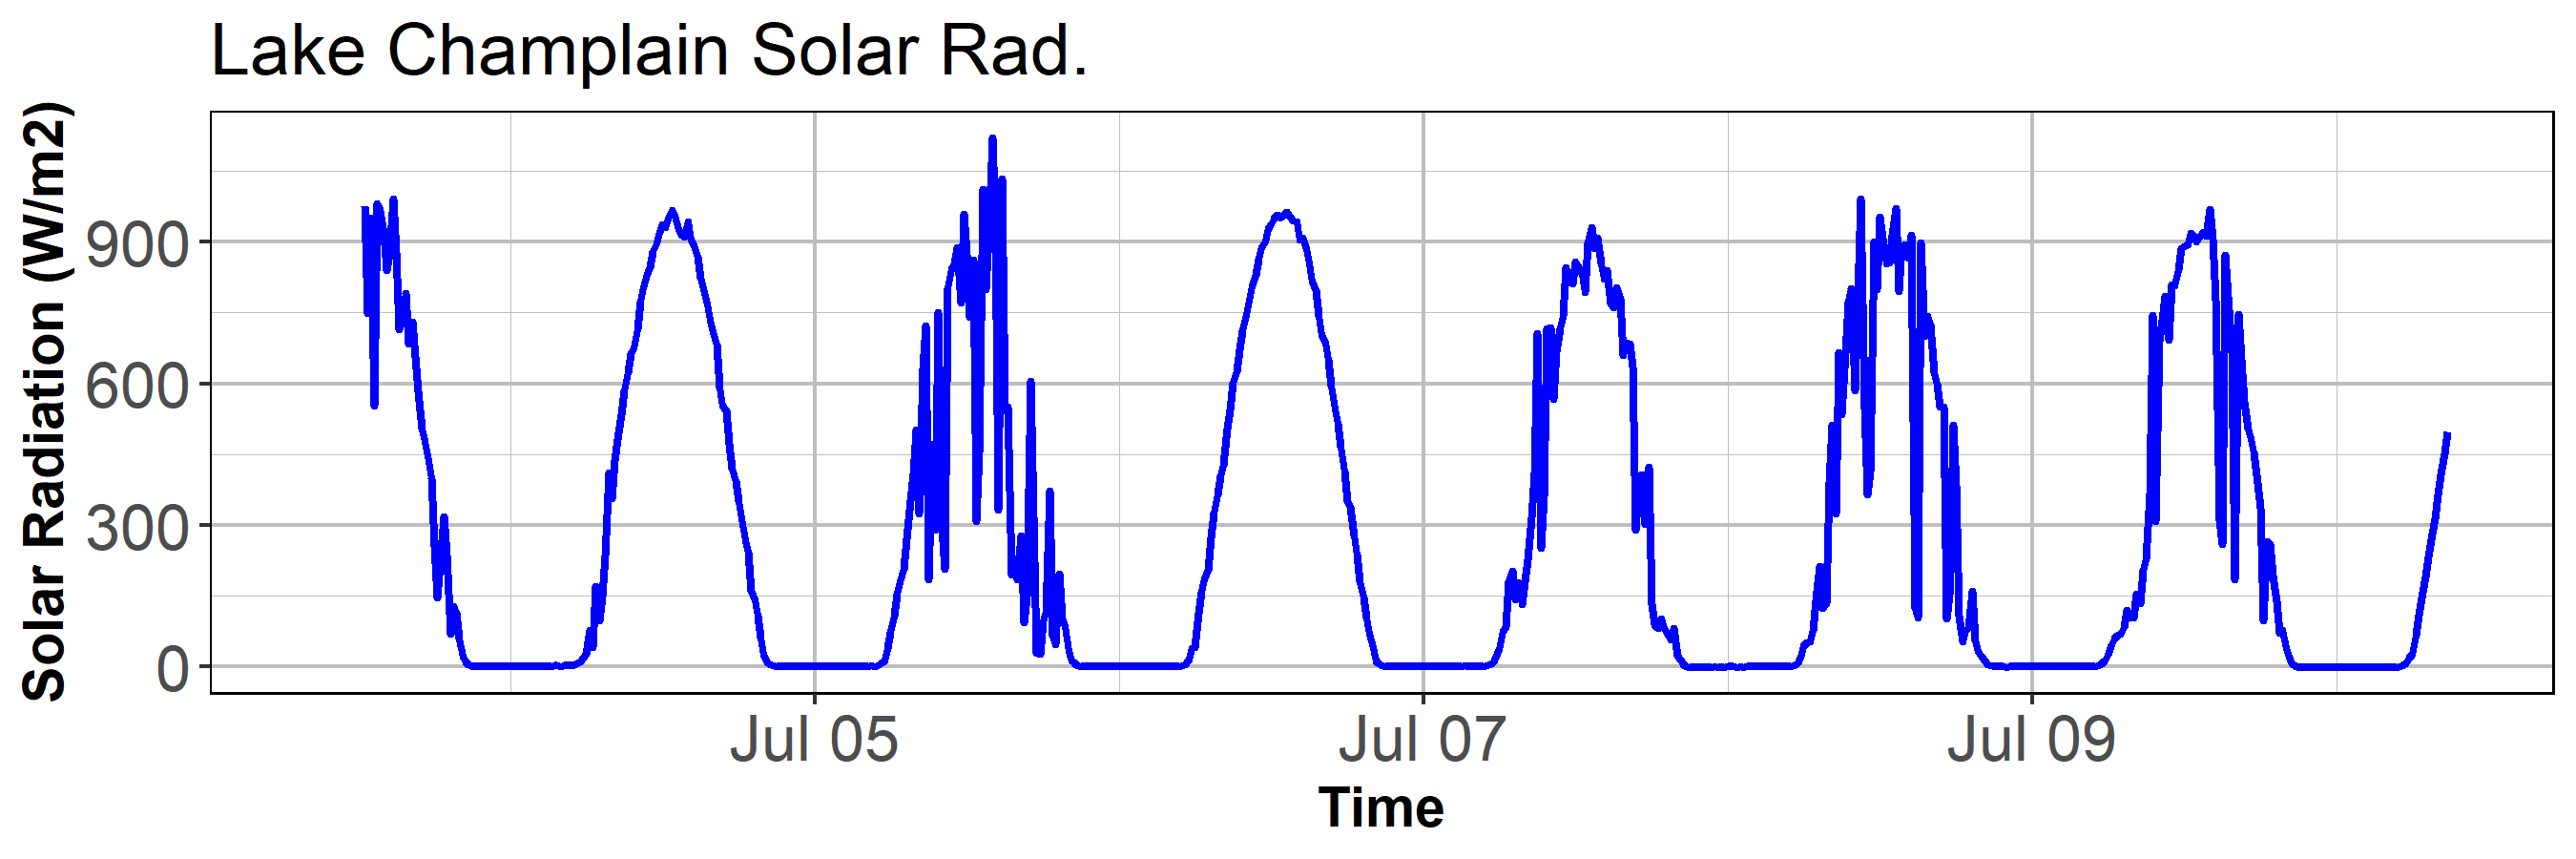 Lake Champlain Solar Rad.
Solar Radiation (W/m2)
900
600
300
0
Jul 05 Jul 07 Jul 09
Time